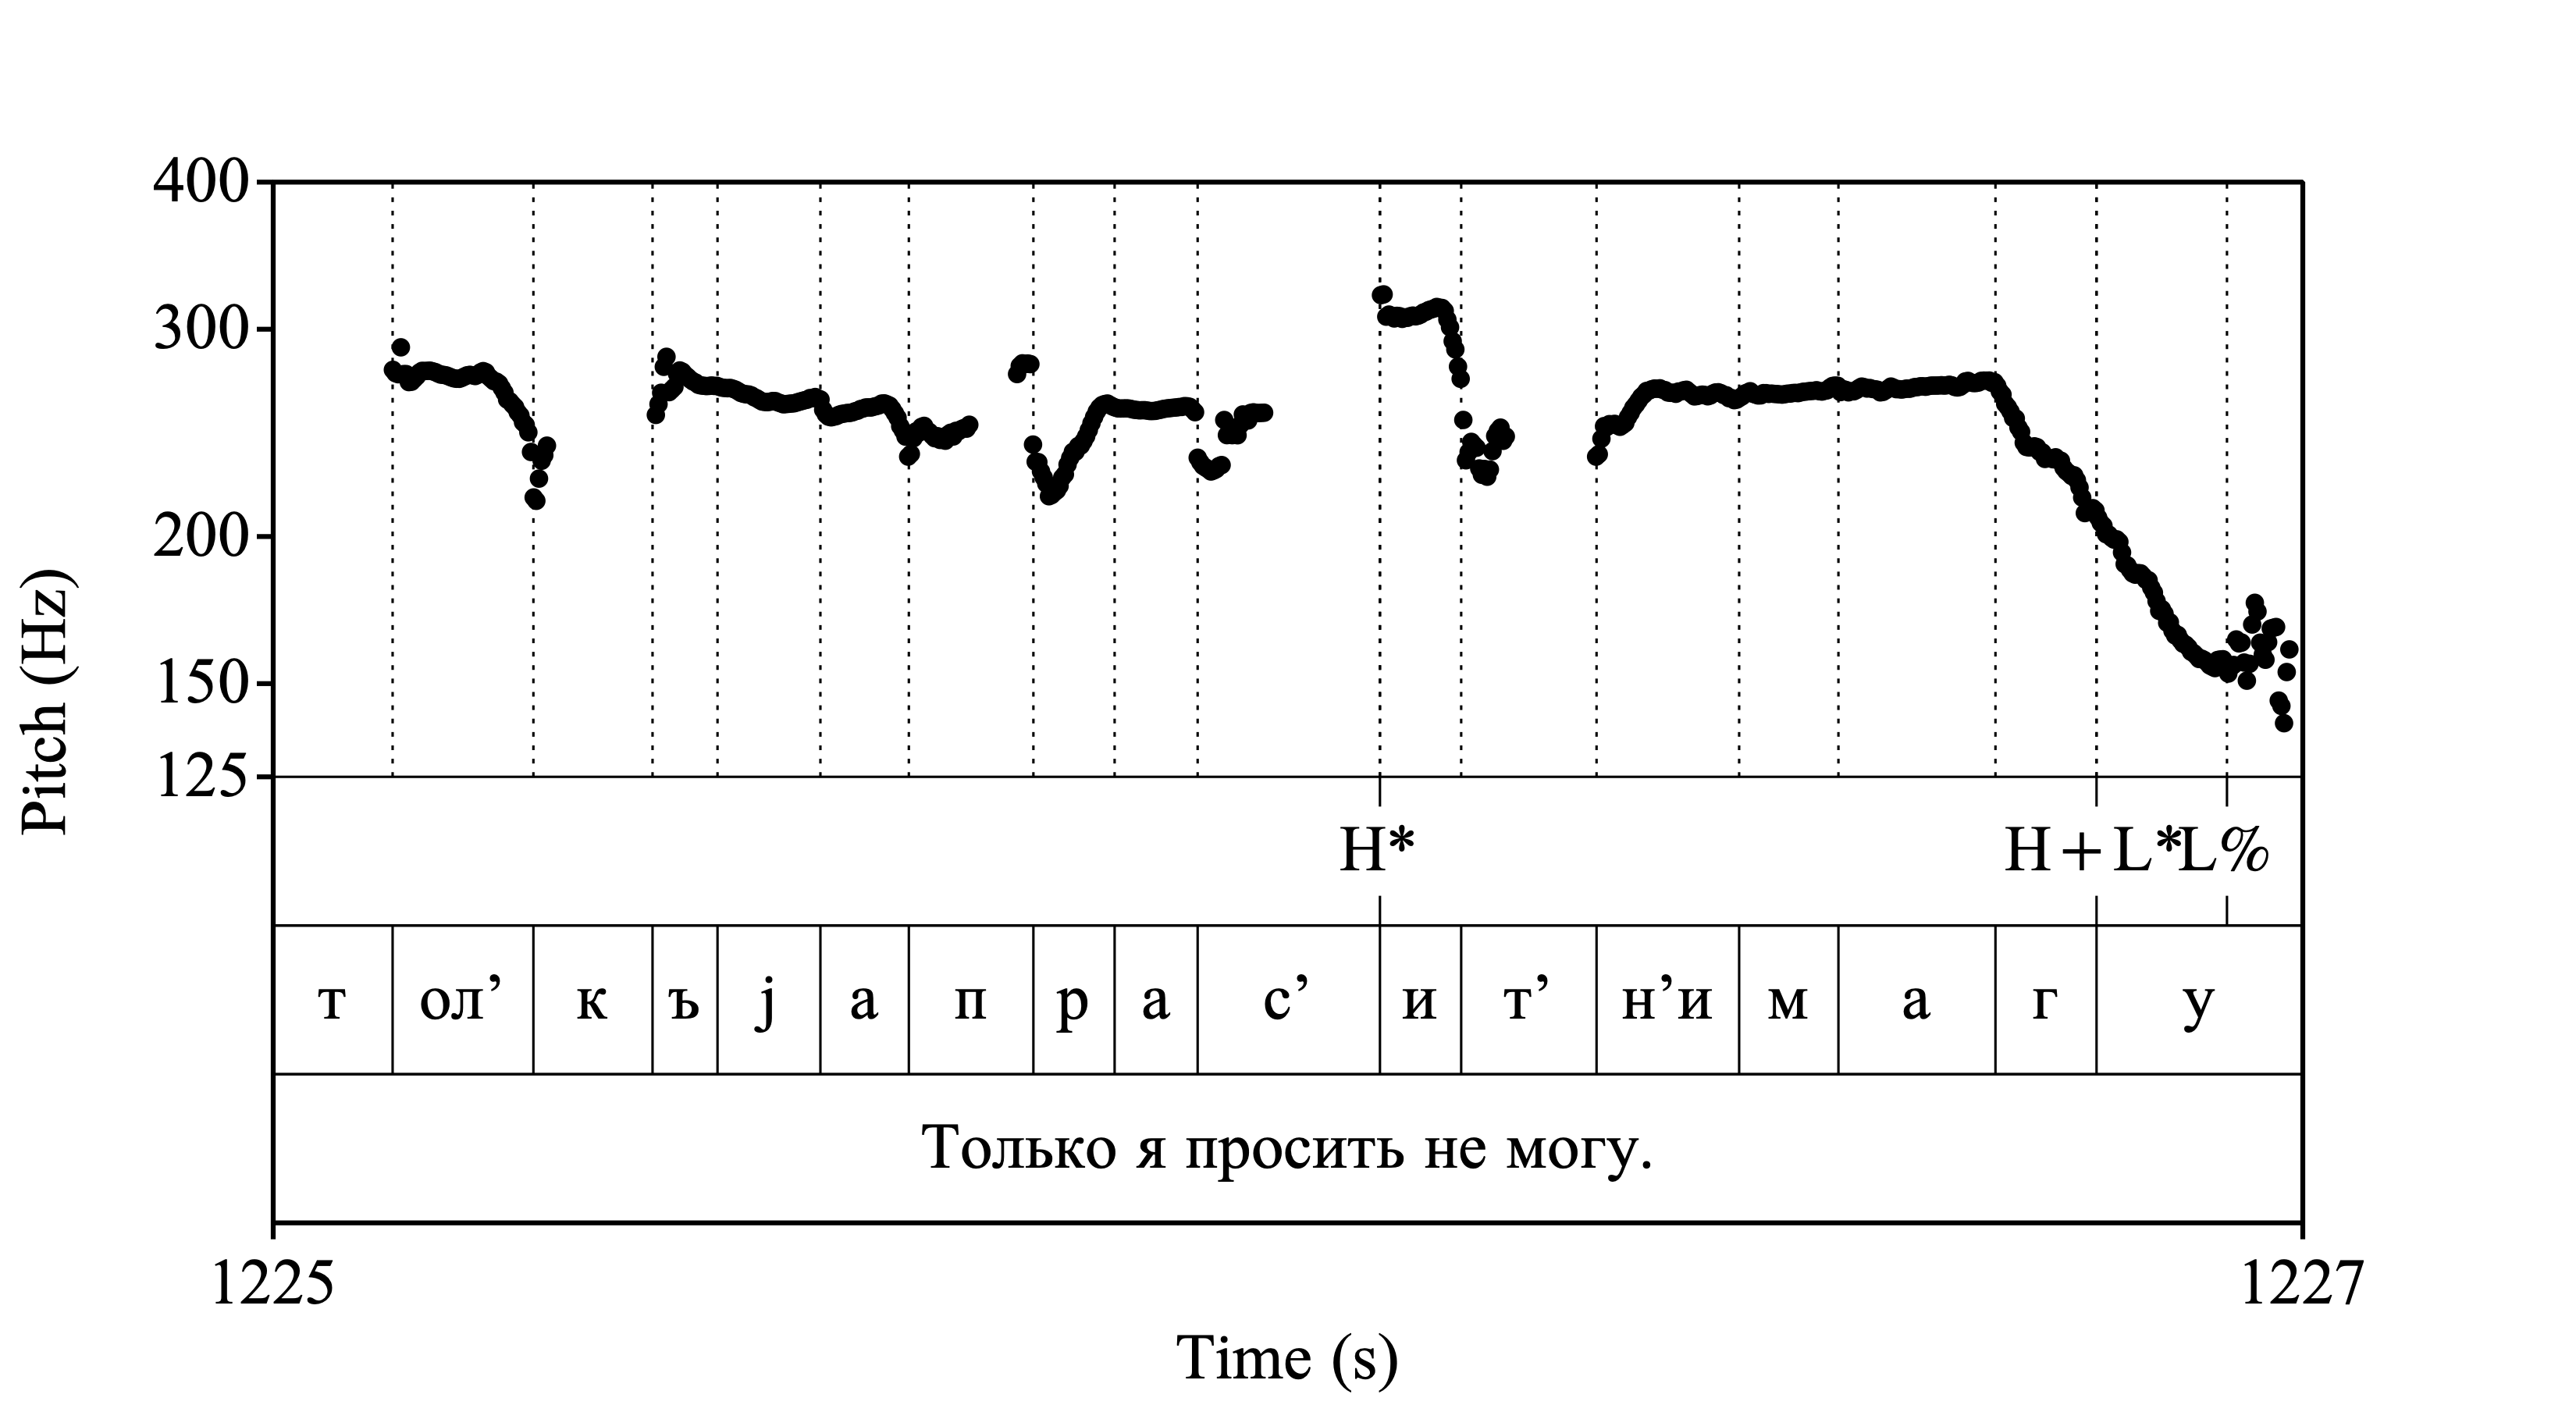 400
300
200
150
125
Pitch (Hz)
H* H+L* L%
т ол’ к ъ j а п р а с’ и т’ н’и м а г у
Только я просить не могу.
1225 1227
Time (s)